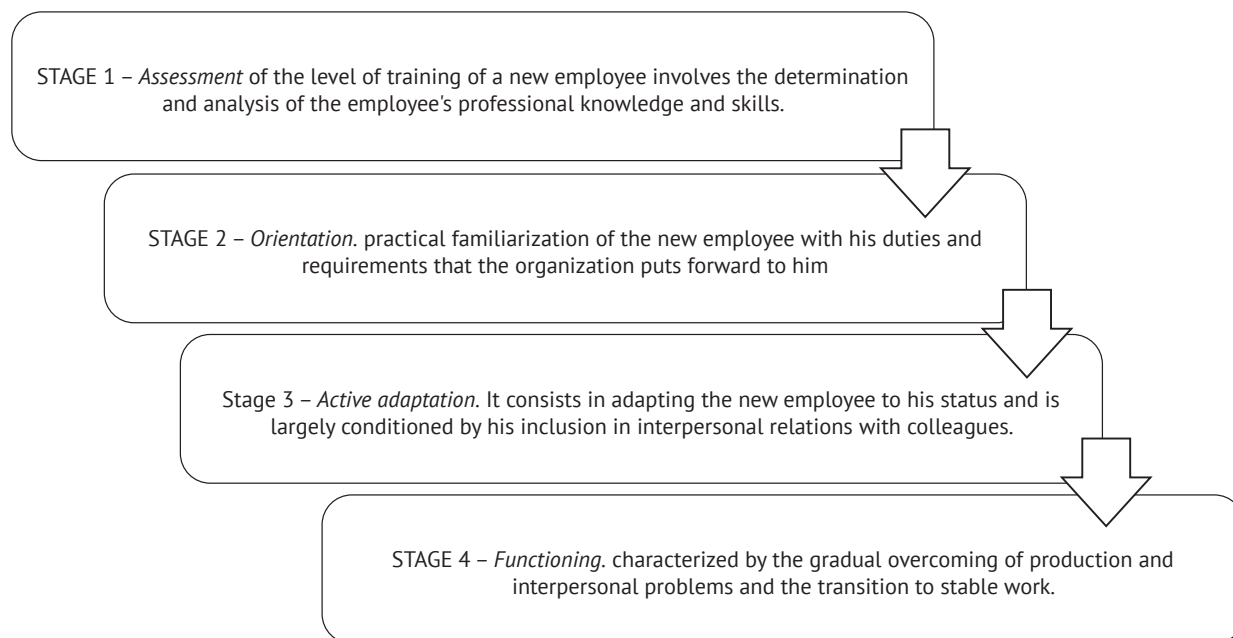 STAGE 1 – Assessment of the level of training of a new employee involves the determination
and analysis of the employee's professional knowledge and skills.
STAGE 2 – Orientation. practical familiarization of the new employee with his duties and
requirements that the organization puts forward to him
Stage 3 – Active adaptation. It consists in adapting the new employee to his status and is
largely conditioned by his inclusion in interpersonal relations with colleagues.
STAGE 4 – Functioning. characterized by the gradual overcoming of production and
interpersonal problems and the transition to stable work.